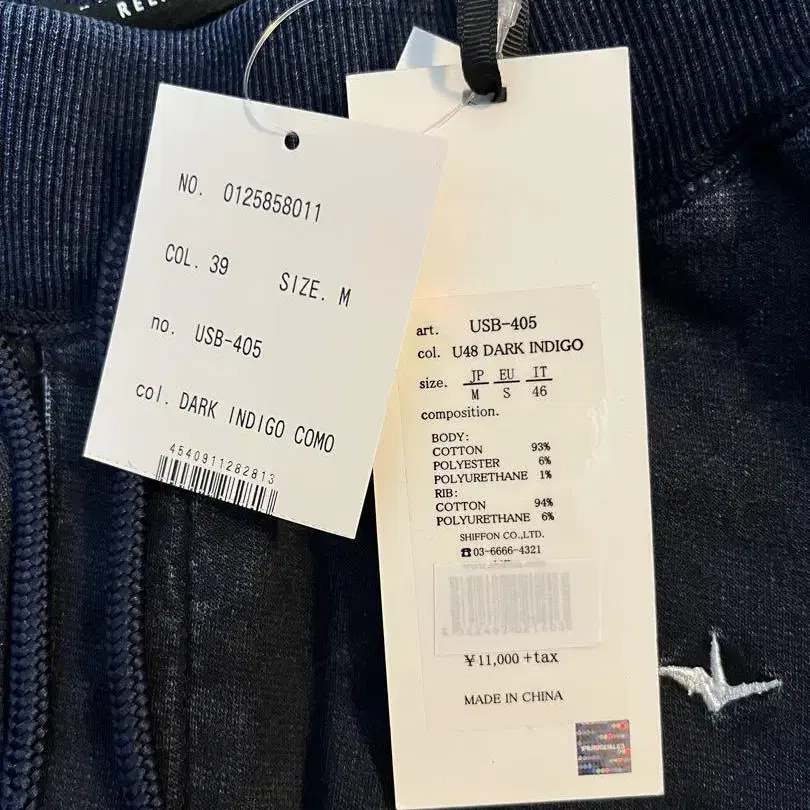 NO. 0125858011
COL. 39 SIZE. M
no. USB-405
col. DARK INDIGO COMO
4540911282813
art. USB-405
col. U48 DARK INDIGO
size. JP EU IT
M S 46
composition.
BODY:
COTTON 93%
POLYESTER 6%
POLYURETHANE 1%
RIB:
COTTON 94%
POLYURETHANE 6%
SHIFFON CO.,LTD.
☎03-6666-4321
¥11,000+tax
MADE IN CHINA